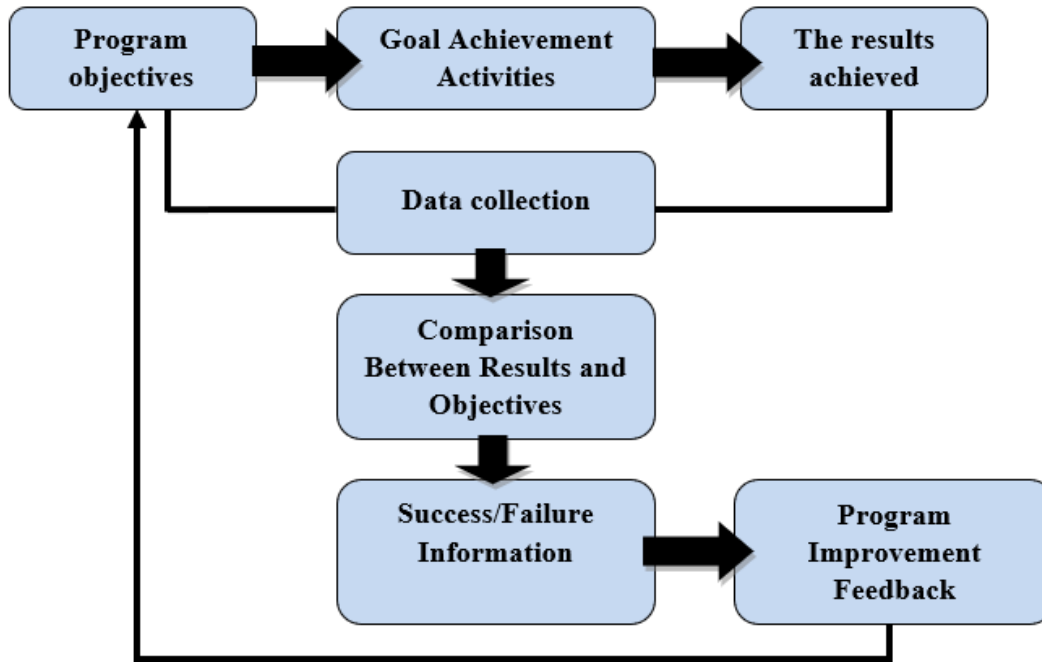 Program
objectives
Goal Achievement
Activities
The results
achieved
Data collection
Comparison
Between Results and
Objectives
Success/Failure
Information
Program
Improvement
Feedback